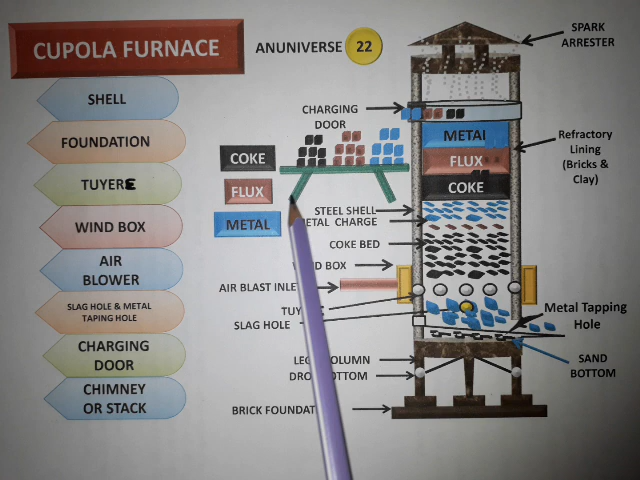 CUPOLA FURNACE
ANUNIVERSE 22
SHELL
FOUNDATION
TUYERE
WIND BOX
AIR
BLOWER
SLAG HOLE & METAL
TAPING HOLE
CHARGING
DOOR
CHIMNEY
OR STACK
COKE
FLUX
METAL
SPARK
ARRESTER
CHARGING
DOOR
METAL
FLUX
COKE
Refractory
Lining
(Bricks &
Clay)
STEEL SHELL
METAL CHARGE
COKE BED
WIND BOX
AIR BLAST INLET
SLAG HOLE
Metal Tapping
Hole
LEG COLUMN
DROP BOTTOM
SAND
BOTTOM
BRICK FOUNDAT